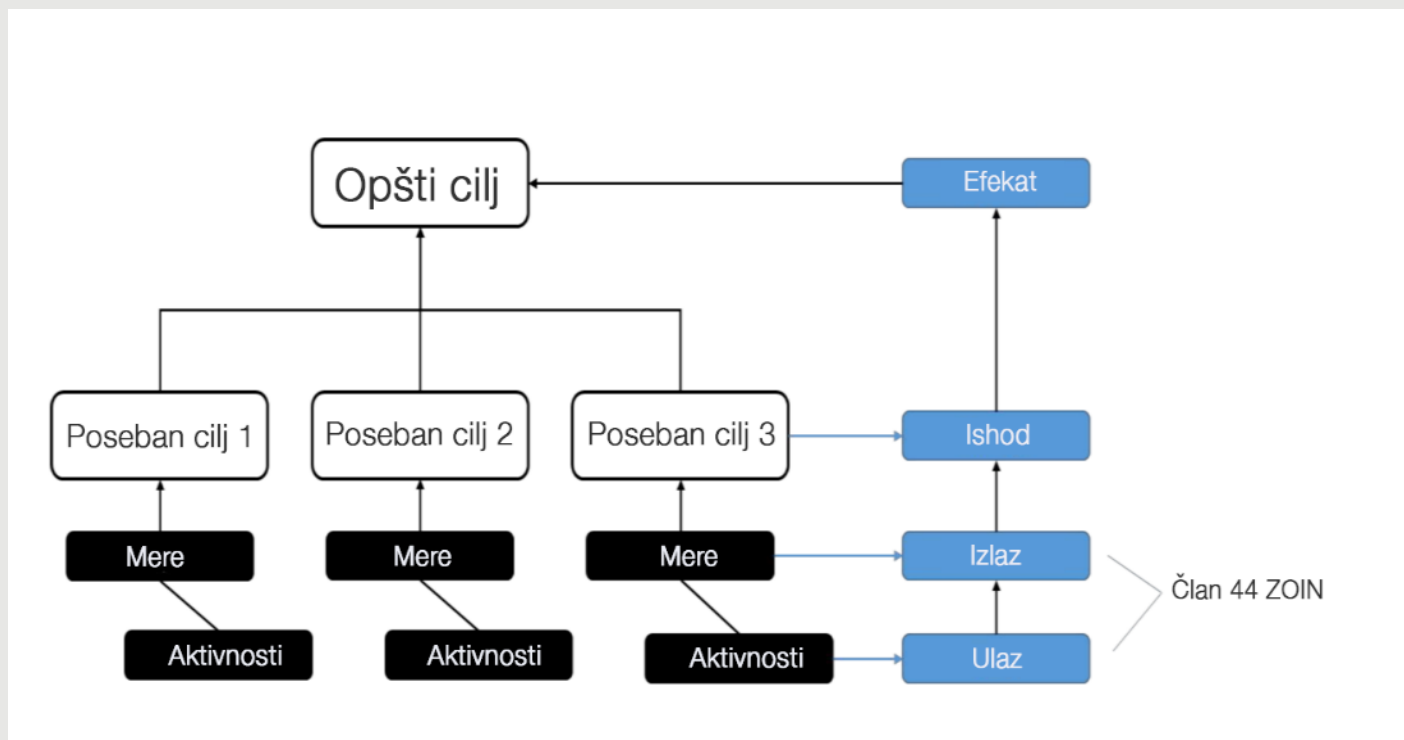 Opšti cilj
Efekat
Poseban cilj 1
Poseban cilj 2
Poseban cilj 3
Ishod
Mere
Mere
Mere
Izlaz
Član 44 ZOIN
Aktivnosti
Aktivnosti
Aktivnosti
Ulaz